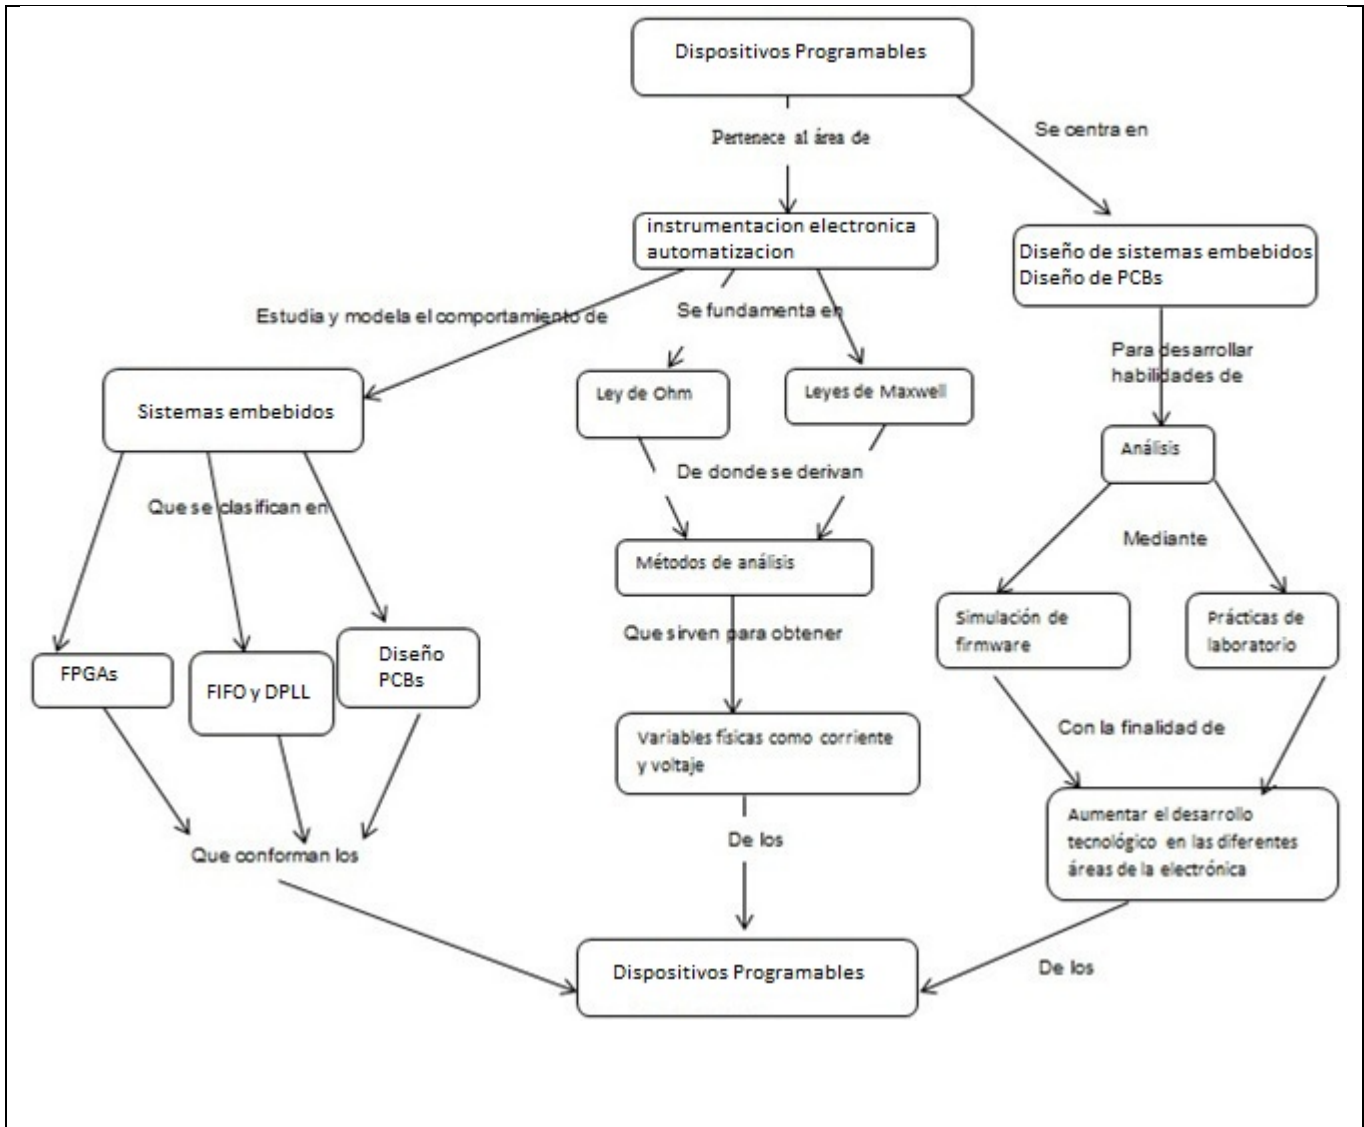 Dispositivos Programables
Pertenece al área de
Se centra en
instrumentacion electronica
automatizacion
Diseño de sistemas embebidos
Diseño de PCBs
Estudia y modela el comportamiento de
Se fundamenta en
Para desarrollar
habilidades de
Sistemas embebidos
Ley de Ohm
Leyes de Maxwell
Análisis
De donde se derivan
Que se clasifican en
Mediante
Métodos de análisis
Simulación de
firmware
Prácticas de
laboratorio
Que sirven para obtener
FPGAs
FIFO y DPLL
Diseño
PCBs
Variables físicas como corriente
y voltaje
Con la finalidad de
Aumentar el desarrollo
tecnológico en las diferentes
áreas de la electrónica
Que conforman los
De los
Dispositivos Programables
De los